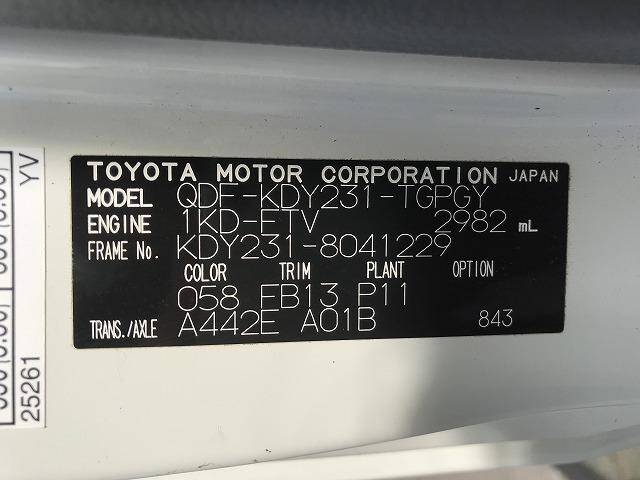 TOYOTA MOTOR CORPORATION JAPAN
MODEL QDF-KDY231-TGPGY
ENGINE 1KD-FTV 2982 mL
FRAME No. KDY231-8041229
COLOR TRIM PLANT OPTION
058 FB13 P11
TRANS./AXLE A442E A01B 843
YV
25261